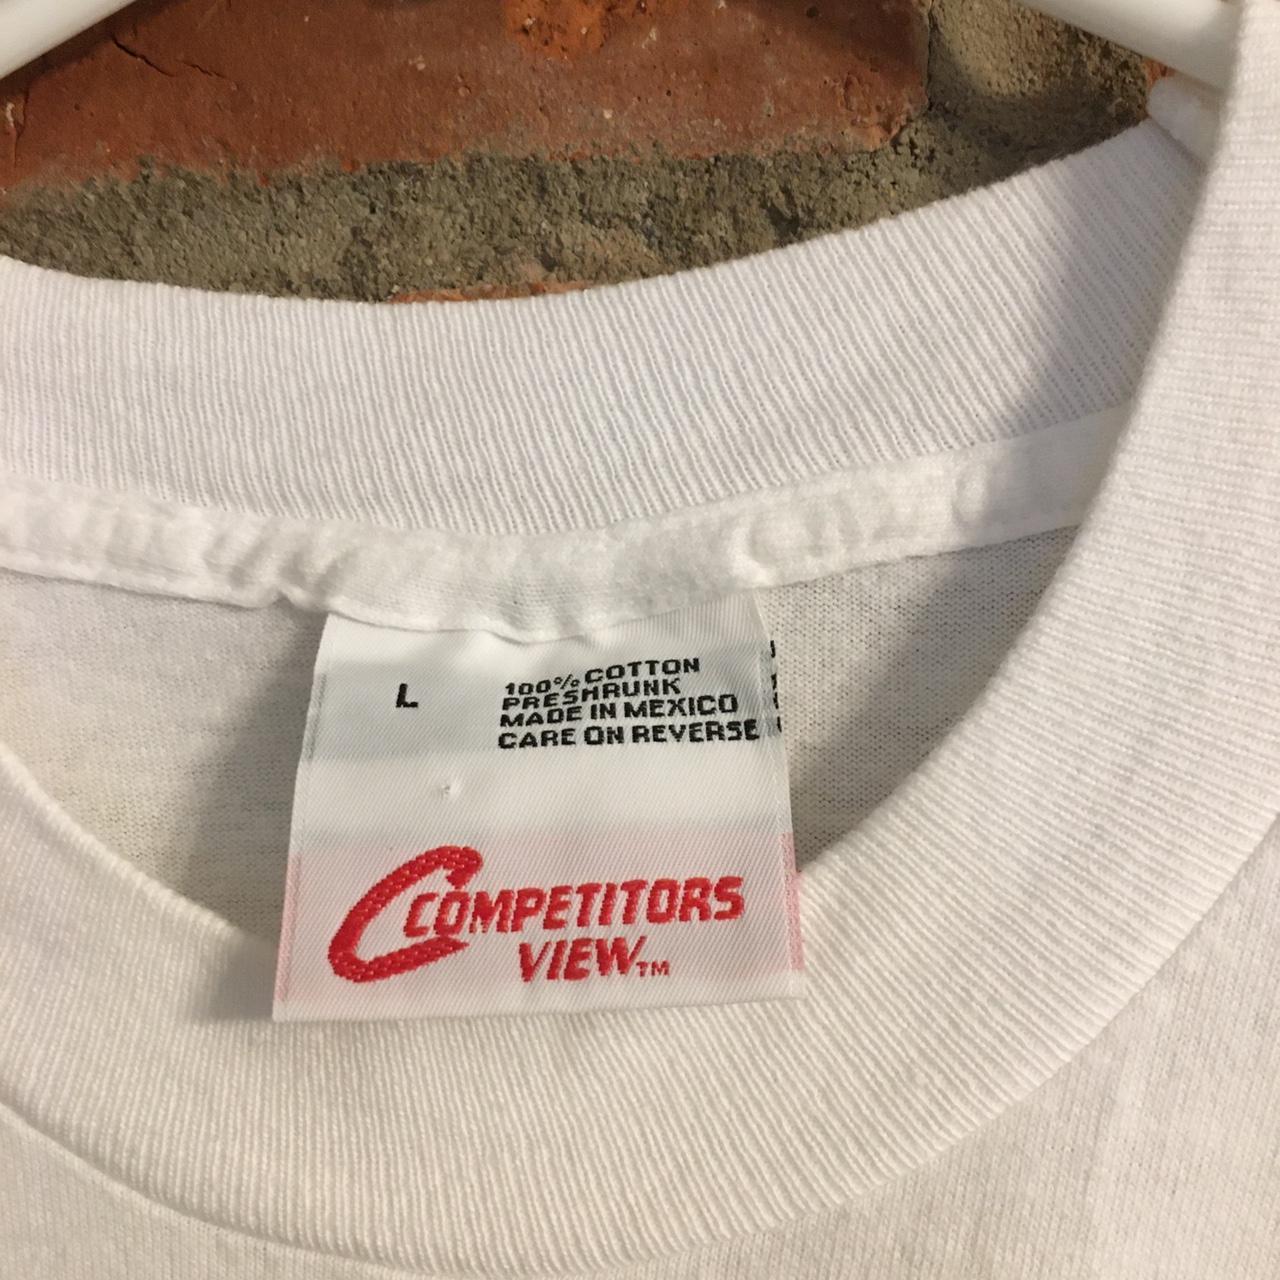 L
100% COTTON
PRESHRUNK
MADE IN MEXICO
CARE ON REVERSE
COMPETITORS
VIEW™